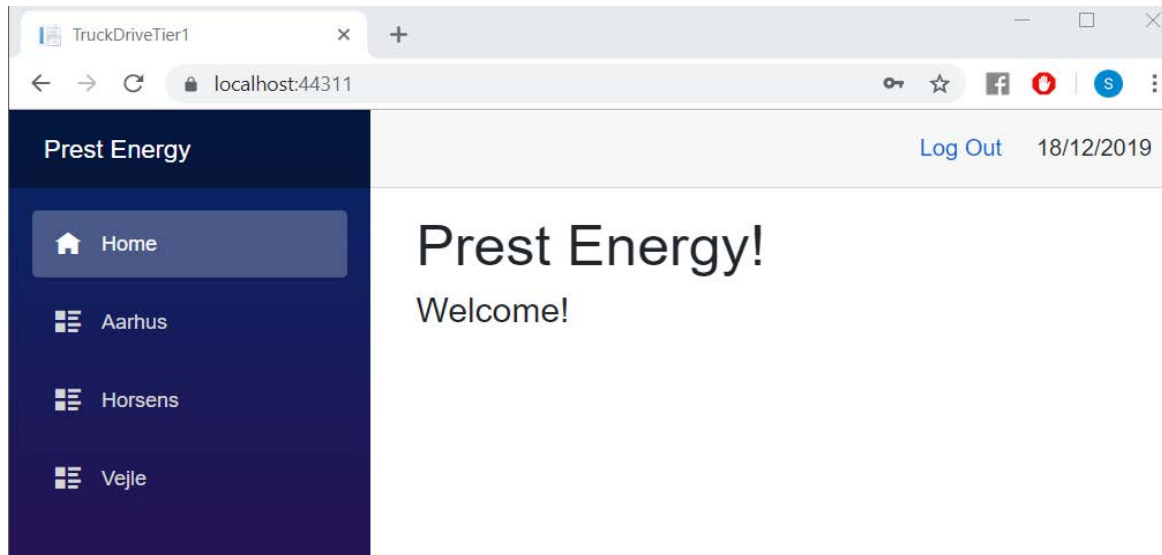 TruckDriveTier1
localhost:44311
S
Prest Energy
Log Out 18/12/2019
Home
Prest Energy!
Welcome!
Aarhus
Horsens
Vejle